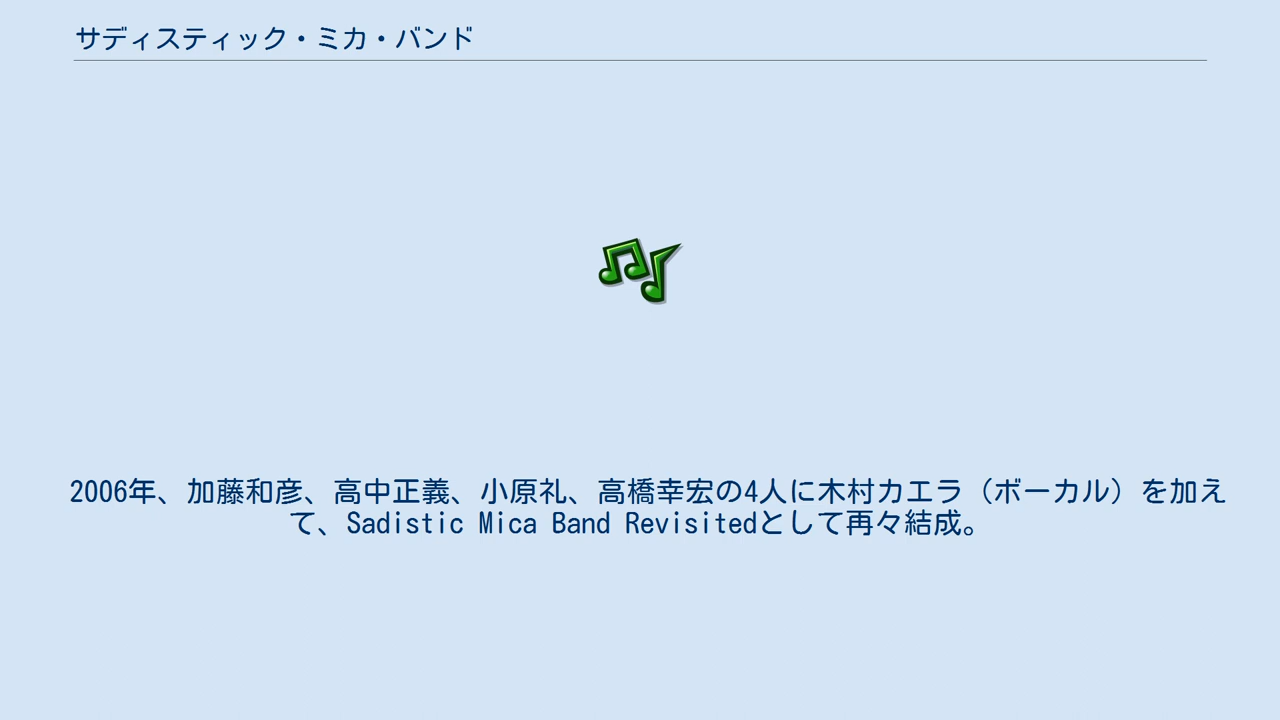 サディスティック・ミカ・バンド
2006年、加藤和彦、高中正義、小原礼、高橋幸宏の4人に木村カエラ（ボーカル）を加え
て、Sadistic Mica Band Revisitedとして再々結成。